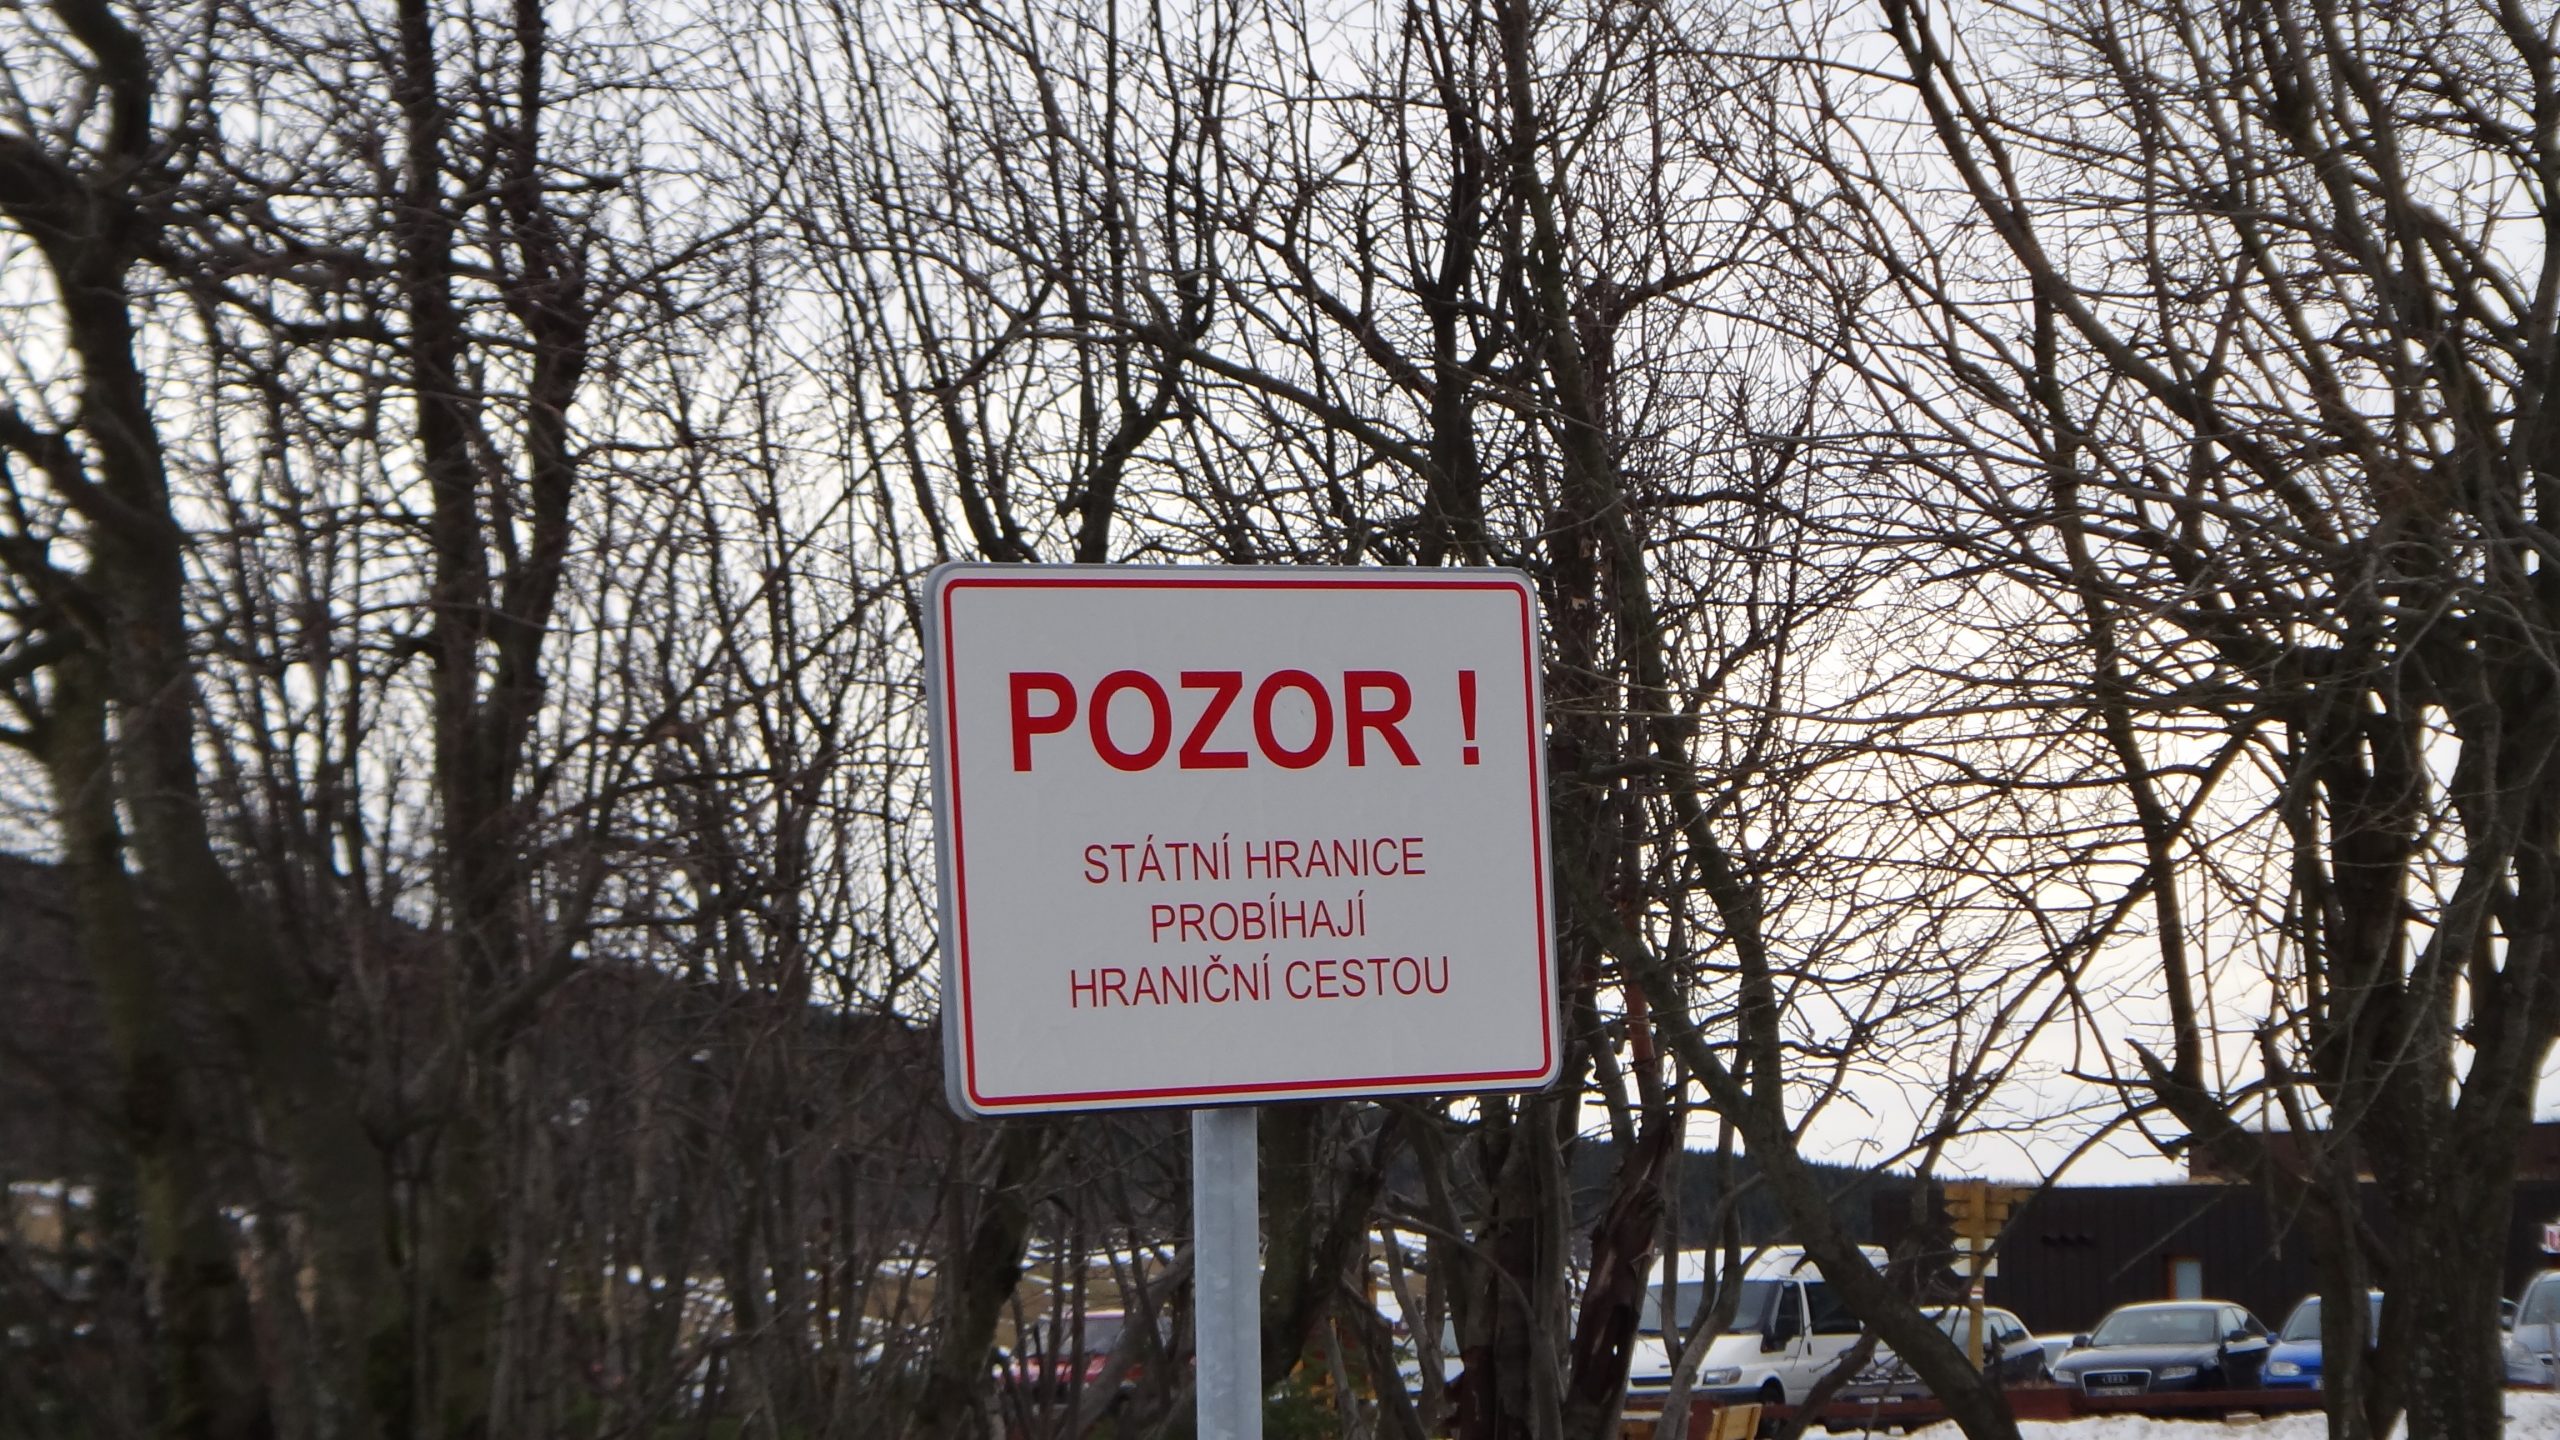 POZOR !
STÁTNÍ HRANICE
PROBÍHAJÍ
HRANIČNÍ CESTOU